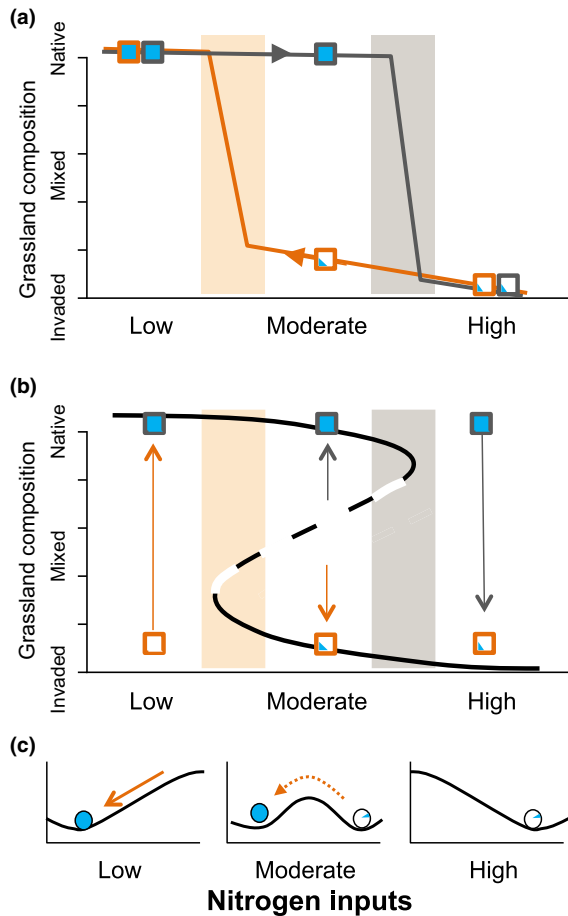 (a)
Grassland composition
Native
Mixed
Invaded
Low Moderate High
(b)
Grassland composition
Native
Mixed
Invaded
Low Moderate High
(c)
Low Moderate High
Nitrogen inputs